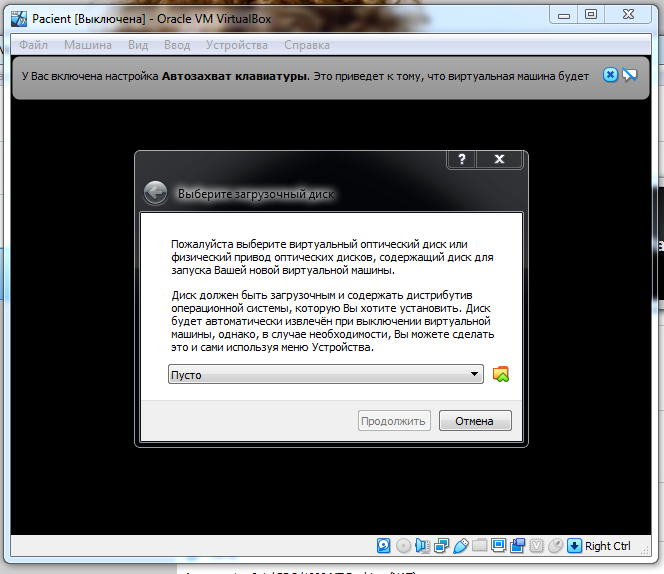 Pacient [Выключена] - Oracle VM VirtualBox
Файл Машина Вид Ввод Устройства Справка
У Вас включена настройка Автозахват клавиатуры. Это приведет к тому, что виртуальная машина будет
?
Выберите загрузочный диск
Пожалуйста выберите виртуальный оптический диск или
физический привод оптических дисков, содержащий диск для
запуска Вашей новой виртуальной машины.
Диск должен быть загрузочным и содержать дистрибутив
операционной системы, которую Вы хотите установить. Диск
будет автоматически извлечён при выключении виртуальной
машины, однако, в случае необходимости, Вы можете сделать
это и сами используя меню Устройства.
Пусто
Продолжить Отмена
Right Ctrl